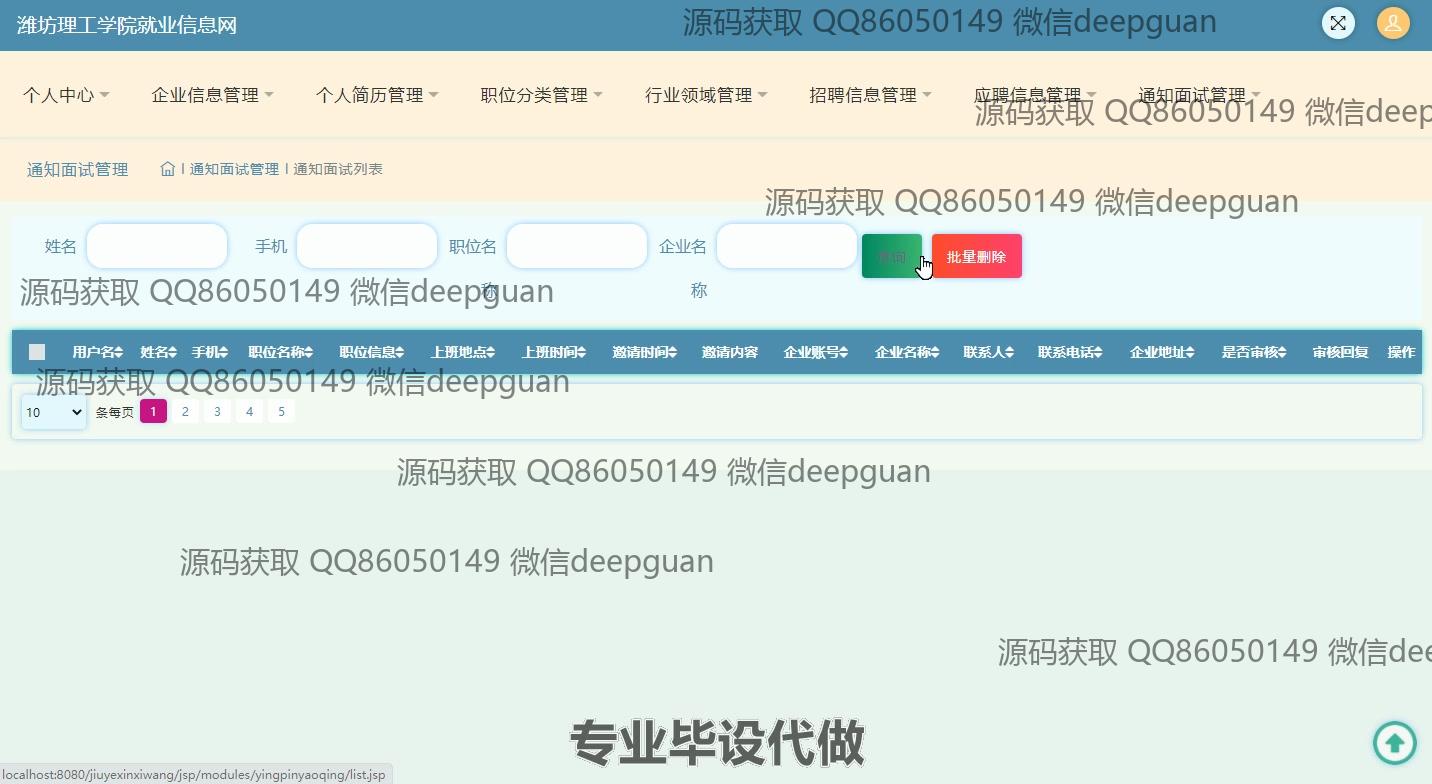 潍坊理工学院就业信息网
源码获取 QQ86050149 微信deepguan
个人中心 企业信息管理 个人简历管理 职位分类管理 行业领域管理 招聘信息管理 应聘信息管理 通知面试管理
源码获取 QQ86050149 微信deep
通知面试管理 通知面试管理 通知面试列表
源码获取 QQ86050149 微信deepguan
姓名 手机 职位名称 企业名称 查询 批量删除
源码获取 QQ86050149 微信deepguan
用户名 姓名 手机 职位名称 职位信息 上班地点 上班时间 邀请时间 邀请内容 企业账号 企业名称 联系人 联系电话 企业地址 是否审核 审核回复 操作
源码获取 QQ86050149 微信deepguan
10 条每页 1 2 3 4 5
源码获取 QQ86050149 微信deepguan
源码获取 QQ86050149 微信deepguan
源码获取 QQ86050149 微信dee
专业毕设代做
localhost:8080/jiuyexinxiwang/jsp/modules/yingpinyaoqing/list.jsp